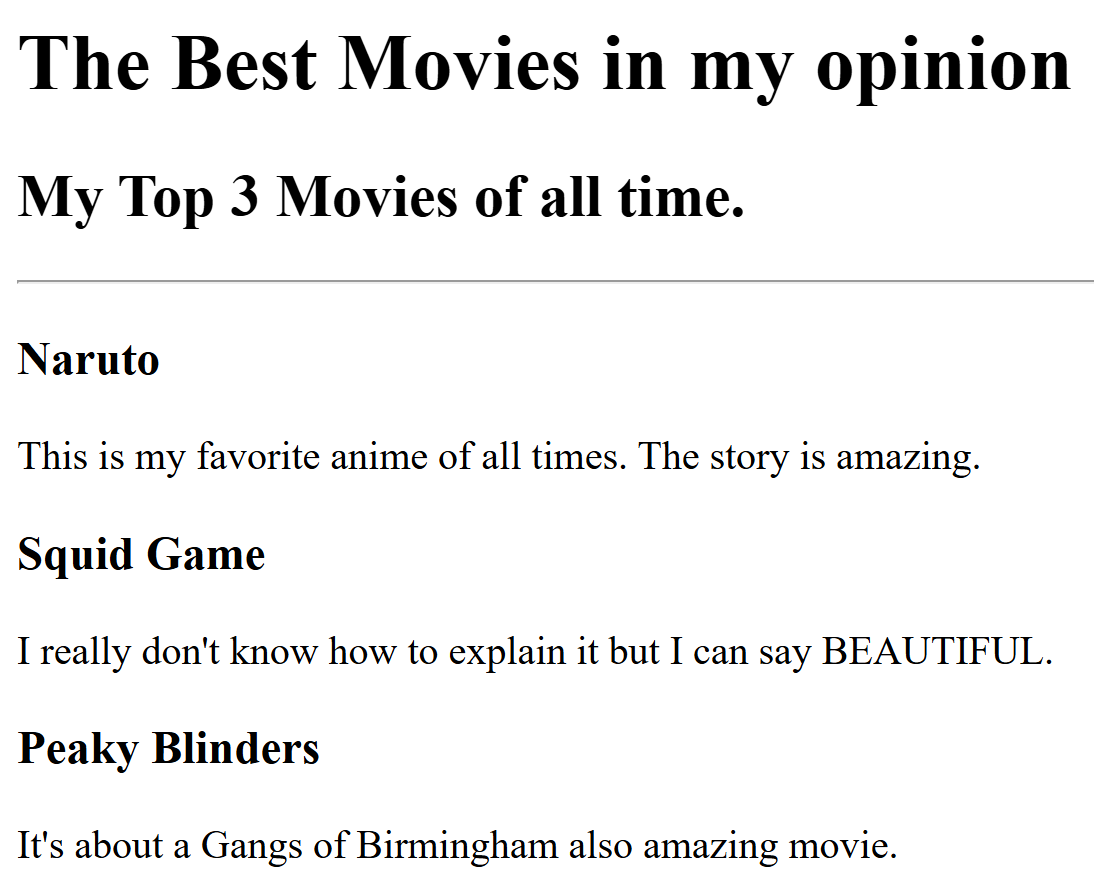 The Best Movies in my opinion
My Top 3 Movies of all time.
Naruto
This is my favorite anime of all times. The story is amazing.
Squid Game
I really don't know how to explain it but I can say BEAUTIFUL.
Peaky Blinders
It's about a Gangs of Birmingham also amazing movie.